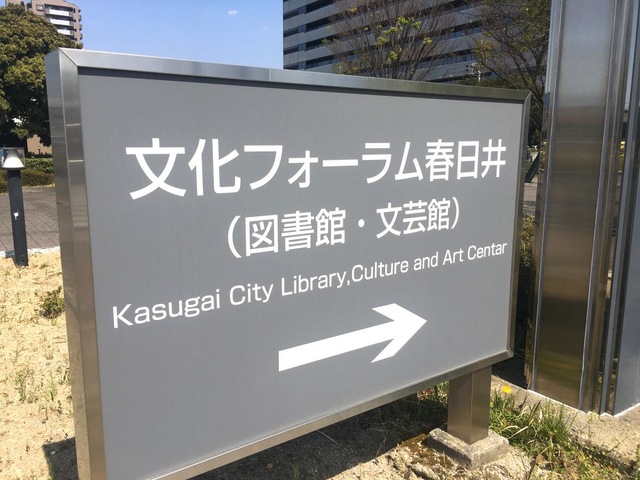 文化フォーラム春日井
（図書館・文芸館）
Kasugai City Library,Culture and Art Centar